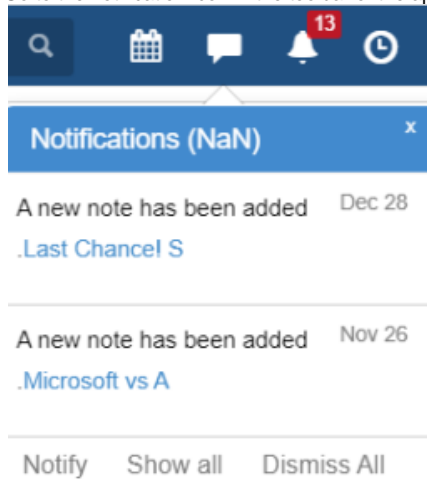 13
Notifications (NaN)
x
A new note has been added Dec 28
.Last Chance! S
A new note has been added Nov 26
.Microsoft vs A
Notify Show all Dismiss All